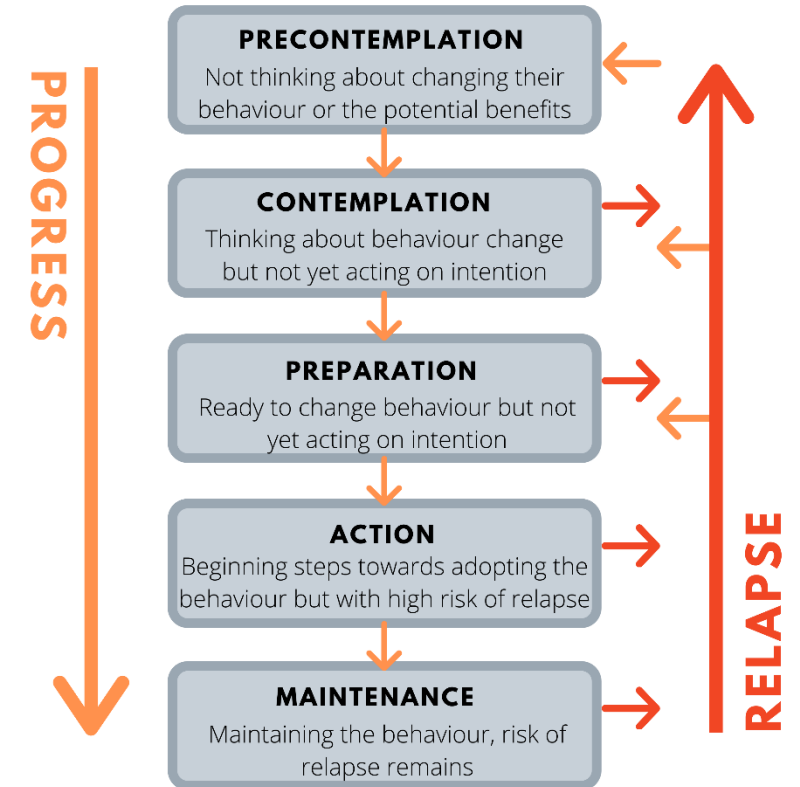 PROGRESS
PRECONTEMPLATION
Not thinking about changing their
behaviour or the potential benefits
CONTEMPLATION
Thinking about behaviour change
but not yet acting on intention
PREPARATION
Ready to change behaviour but not
yet acting on intention
ACTION
Beginning steps towards adopting the
behaviour but with high risk of relapse
MAINTENANCE
Maintaining the behaviour, risk of
relapse remains
RELAPSE